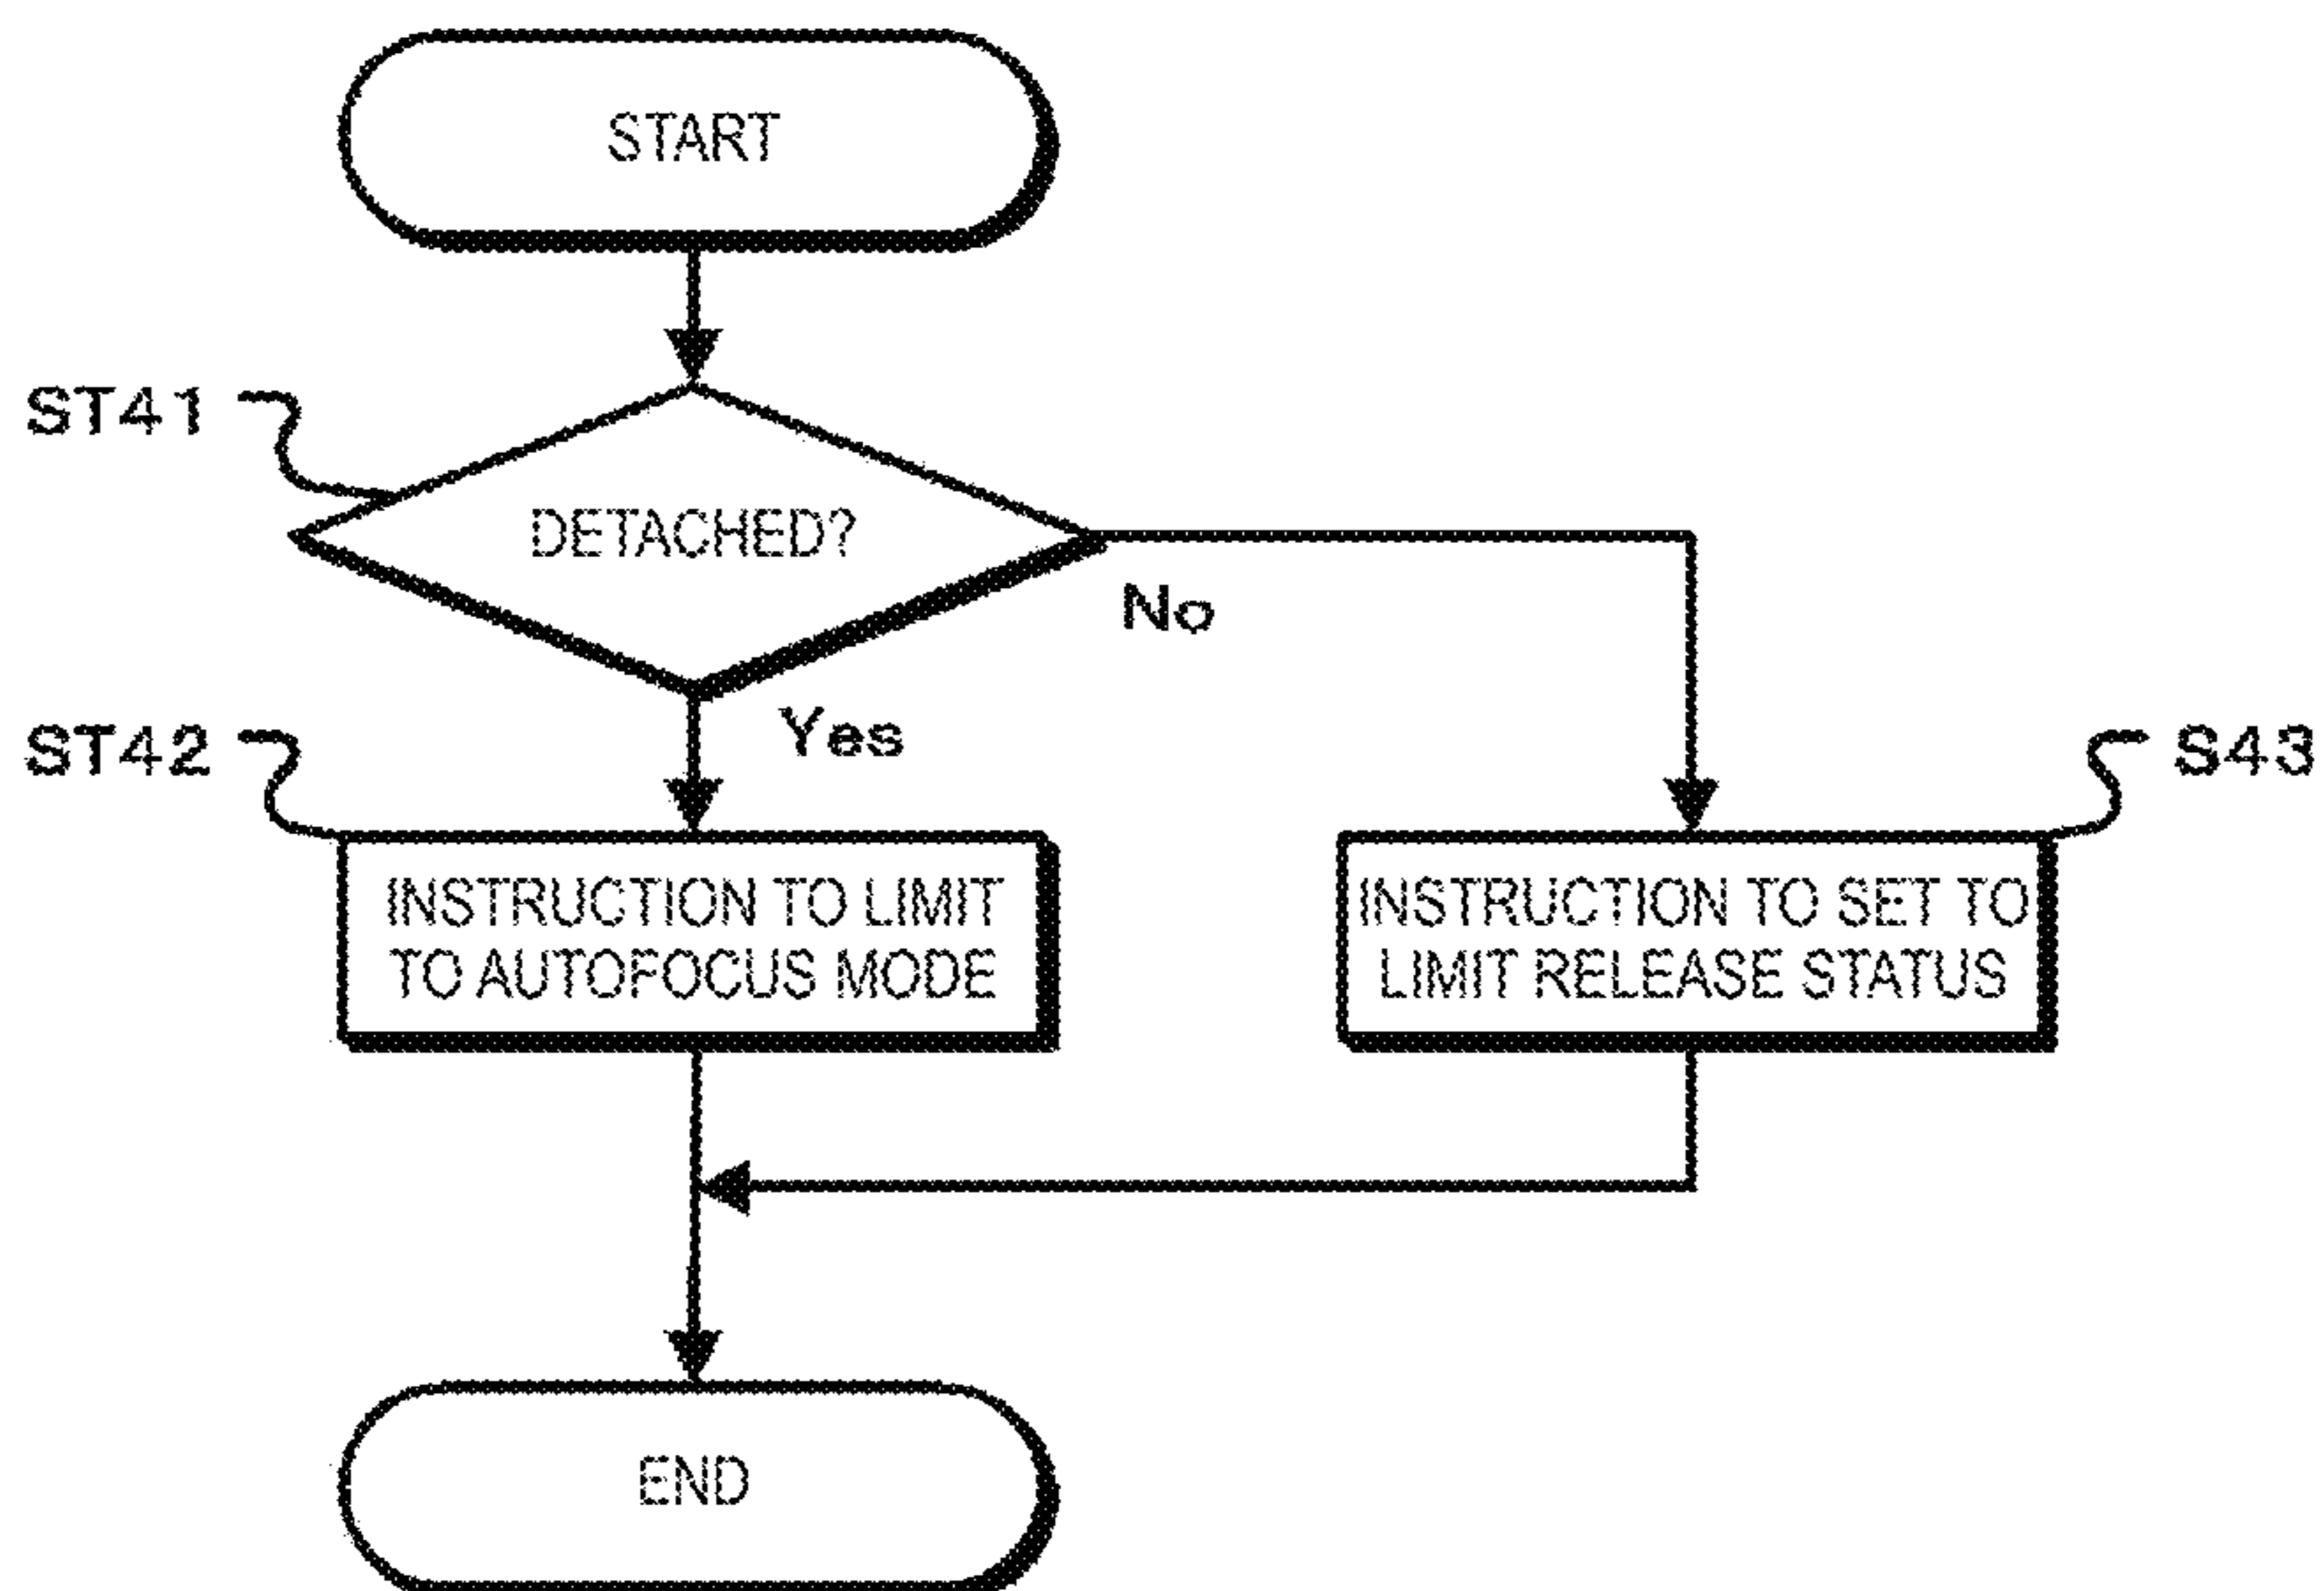 START
ST41
DETACHED?
No
Yes
ST42
S43
INSTRUCTION TO LIMIT
TO AUTOFOCUS MODE
INSTRUCTION TO SET TO
LIMIT RELEASE STATUS
END